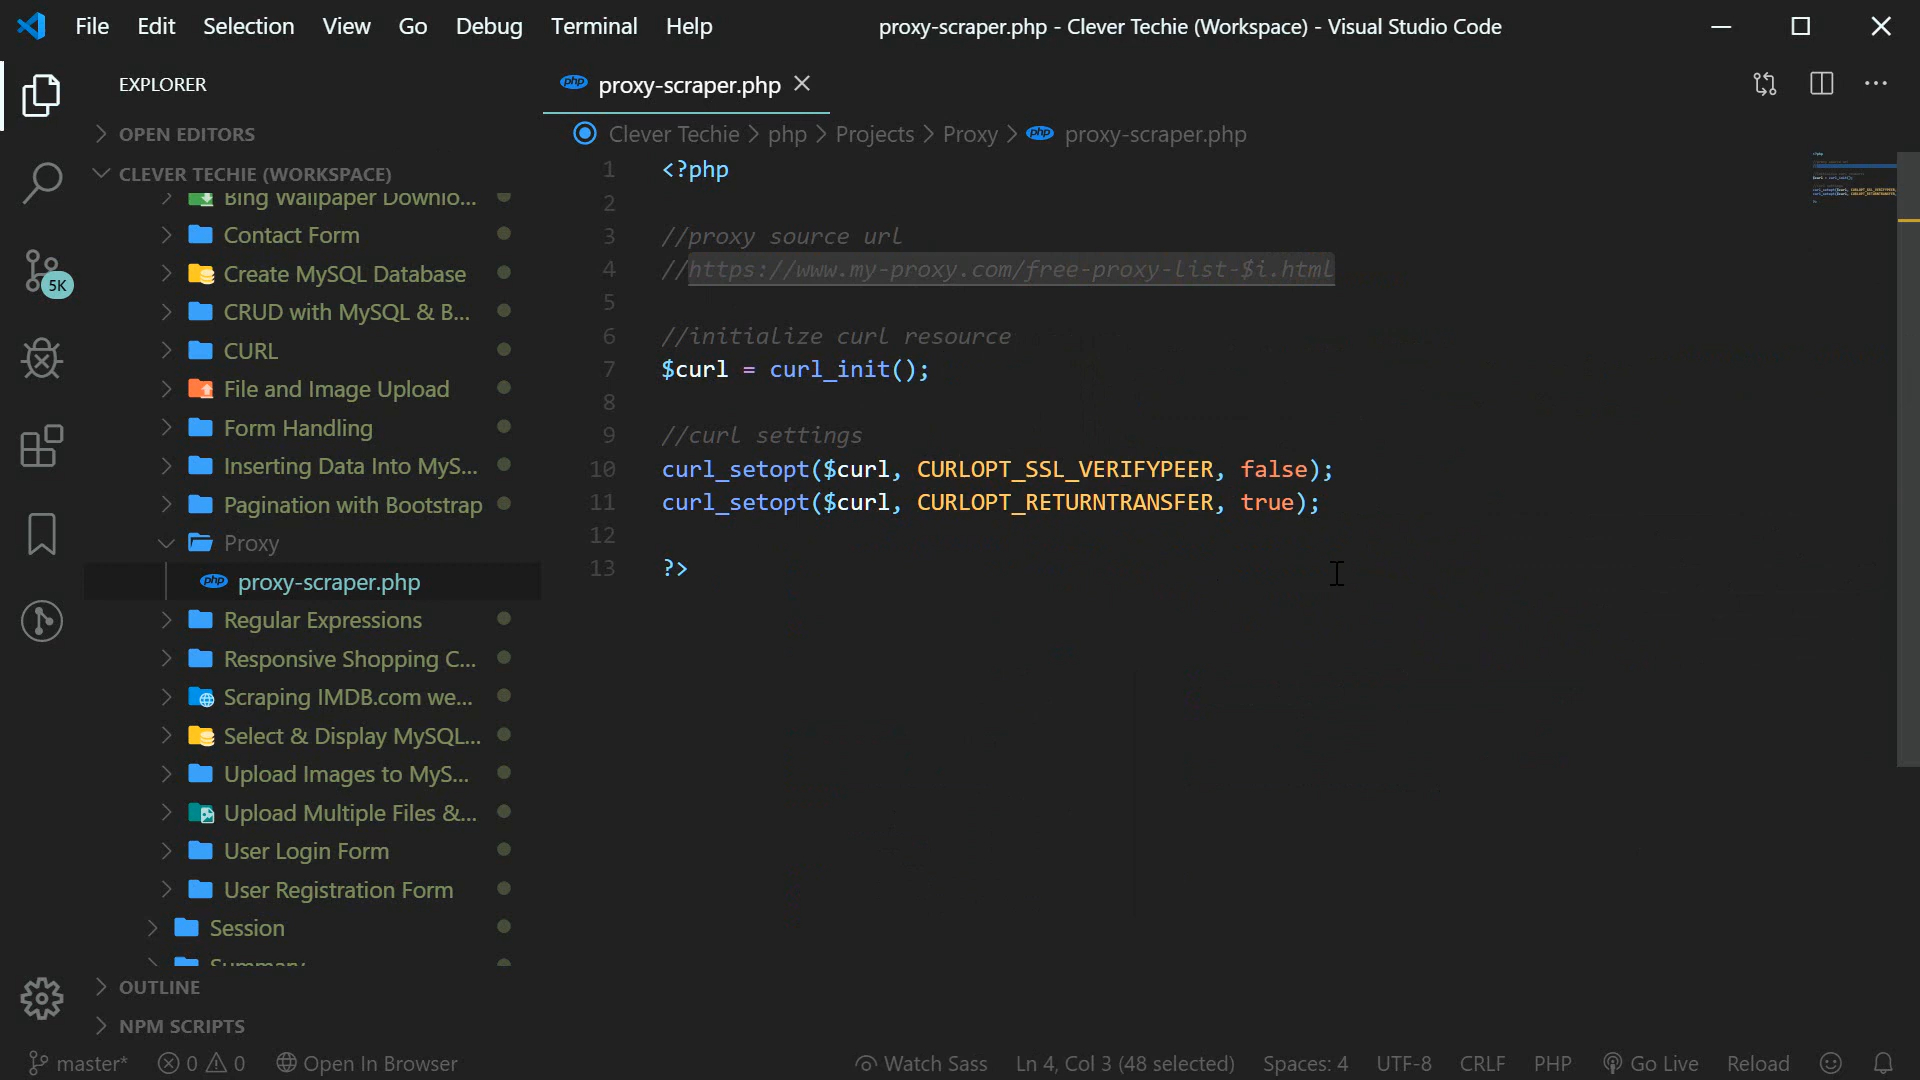 File Edit Selection View Go Debug Terminal Help
proxy-scraper.php - Clever Techie (Workspace) - Visual Studio Code
EXPLORER
OPEN EDITORS
CLEVER TECHIE (WORKSPACE)
Bing Wallpaper Downlo...
Contact Form
Create MySQL Database
CRUD with MySQL & B...
CURL
File and Image Upload
Form Handling
Inserting Data Into MyS...
Pagination with Bootstrap
Proxy
php proxy-scraper.php
Regular Expressions
Responsive Shopping C...
Scraping IMDB.com we...
Select & Display MySQL...
Upload Images to MyS...
Upload Multiple Files &...
User Login Form
User Registration Form
Session
Summary
OUTLINE
NPM SCRIPTS
5K
php proxy-scraper.php
Clever Techie > php > Projects > Proxy > php proxy-scraper.php
1 <?php
2
3 //proxy source url
4 //https://www.my-proxy.com/free-proxy-list-$i.html
5
6 //initialize curl resource
7 $curl = curl_init();
8
9 //curl settings
10 curl_setopt($curl, CURLOPT_SSL_VERIFYPEER, false);
11 curl_setopt($curl, CURLOPT_RETURNTRANSFER, true);
12
13 ?>
master* 0 0 Open In Browser Watch Sass Ln 4, Col 3 (48 selected) Spaces: 4 UTF-8 CRLF PHP Go Live Reload